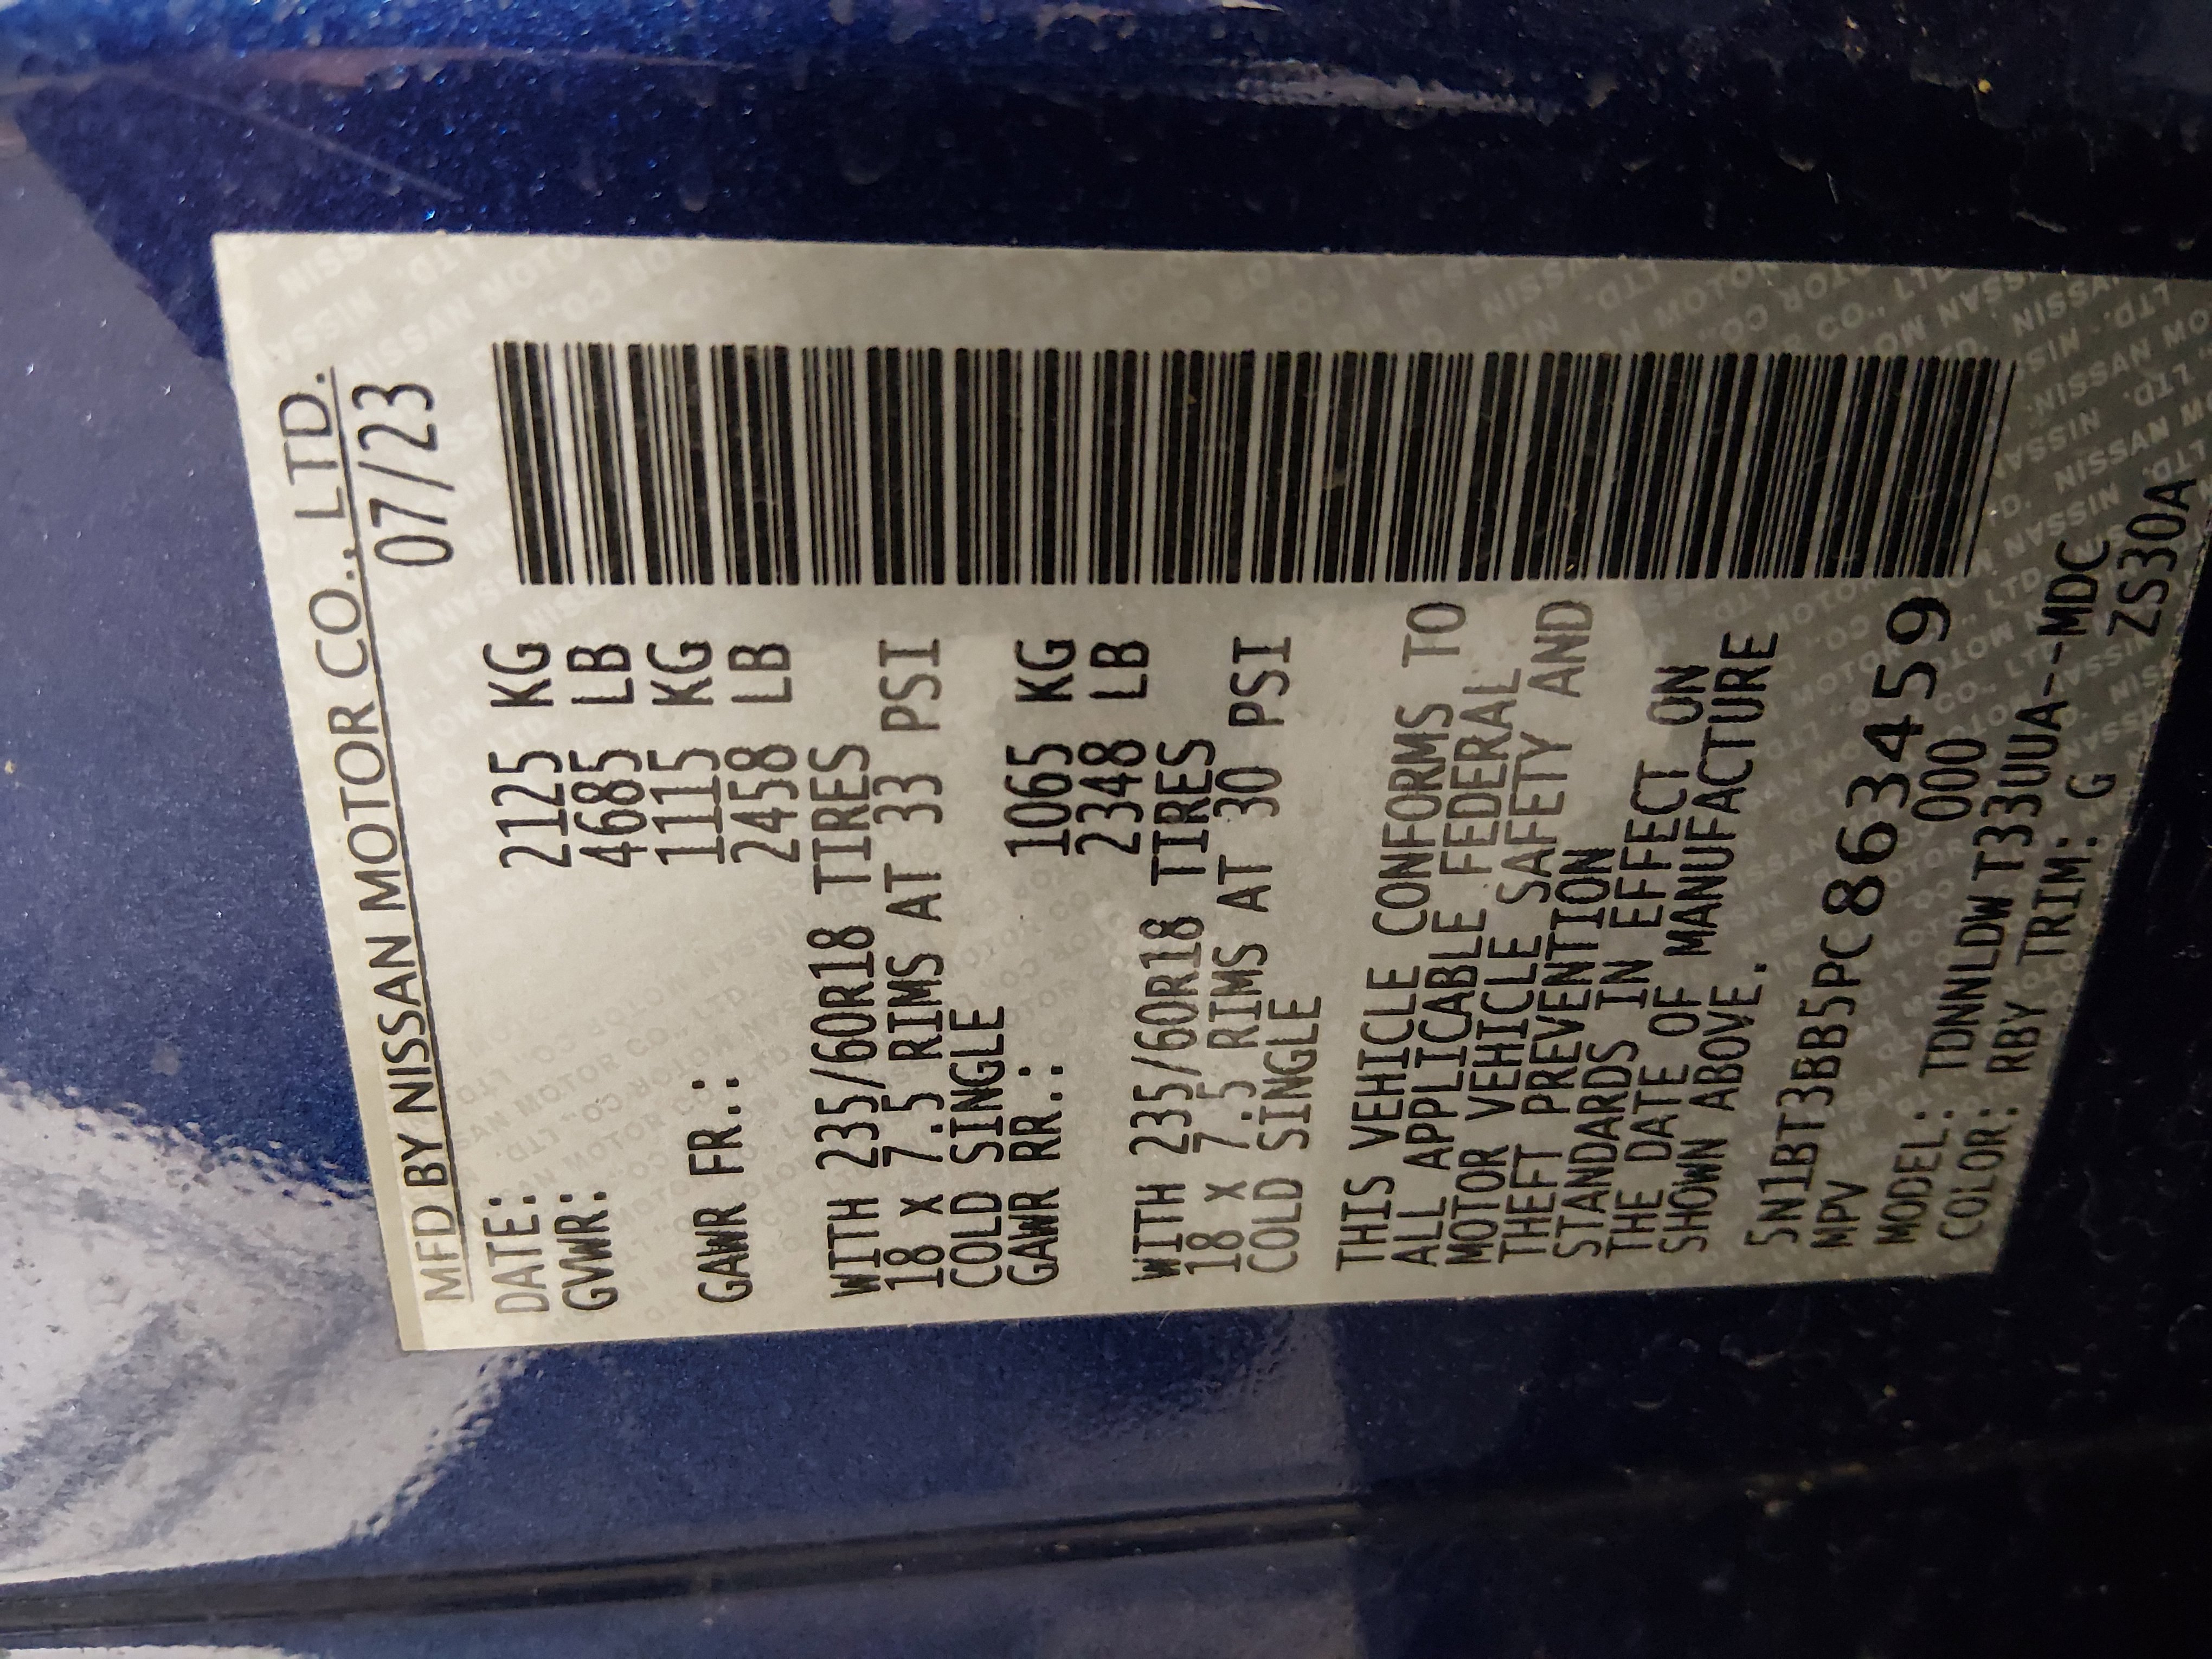 MFD BY NISSAN MOTOR CO., LTD.
DATE: 07/23
GVWR: 2125 KG
4685 LB
GAWR FR.: 1115 KG
2458 LB
WITH 235/60R18 TIRES
18 x 7.5 RIMS AT 33 PSI
COLD SINGLE
GAWR RR.: 1065 KG
2348 LB
WITH 235/60R18 TIRES
18 x 7.5 RIMS AT 30 PSI
COLD SINGLE
THIS VEHICLE CONFORMS TO
ALL APPLICABLE FEDERAL
MOTOR VEHICLE SAFETY AND
THEFT PREVENTION
STANDARDS IN EFFECT ON
THE DATE OF MANUFACTURE
SHOWN ABOVE.
5N1BT3BB5PC863459
MPV 000
MODEL: TDNNLDW T33UUA--MDC
COLOR: RBY TRIM: G ZS30A